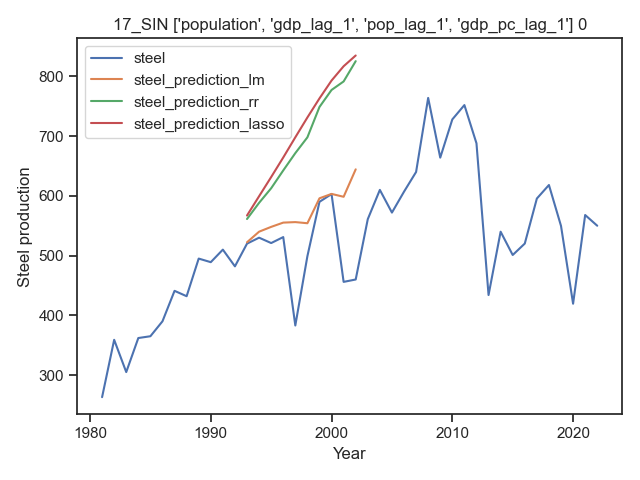 17_SIN ['population', 'gdp_lag_1', 'pop_lag_1', 'gdp_pc_lag_1'] 0
steel
steel_prediction_lm
steel_prediction_rr
steel_prediction_lasso
Steel production
800
700
600
500
400
300
1980
1990
2000
2010
2020
Year